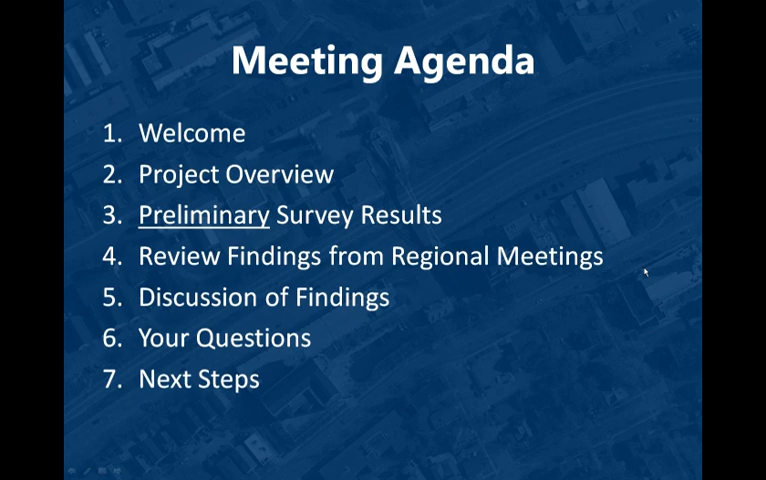 Meeting Agenda
1. Welcome
2. Project Overview
3. Preliminary Survey Results
4. Review Findings from Regional Meetings
5. Discussion of Findings
6. Your Questions
7. Next Steps